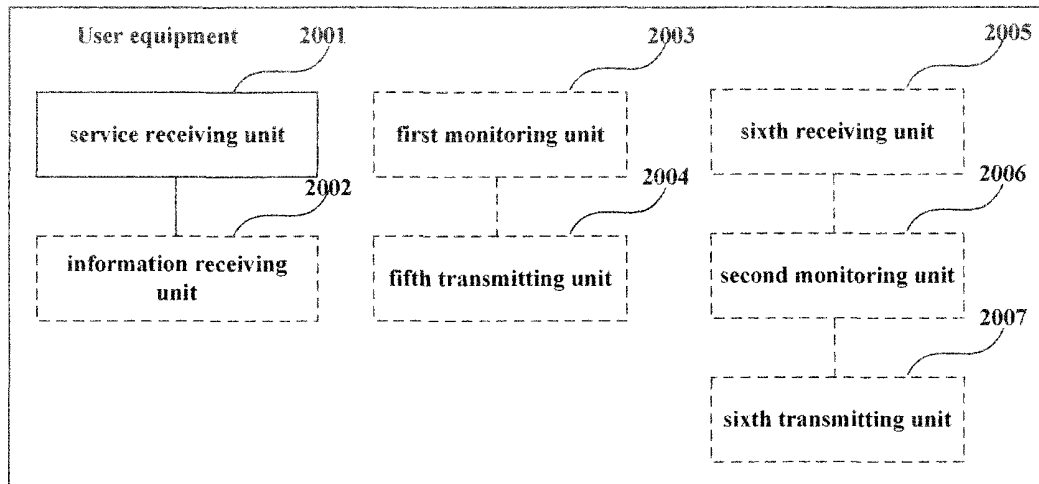 User equipment
2001
2003
2005
service receiving unit
first monitoring unit
sixth receiving unit
2002
2004
2006
information receiving
unit
fifth transmitting unit
second monitoring unit
2007
sixth transmitting unit